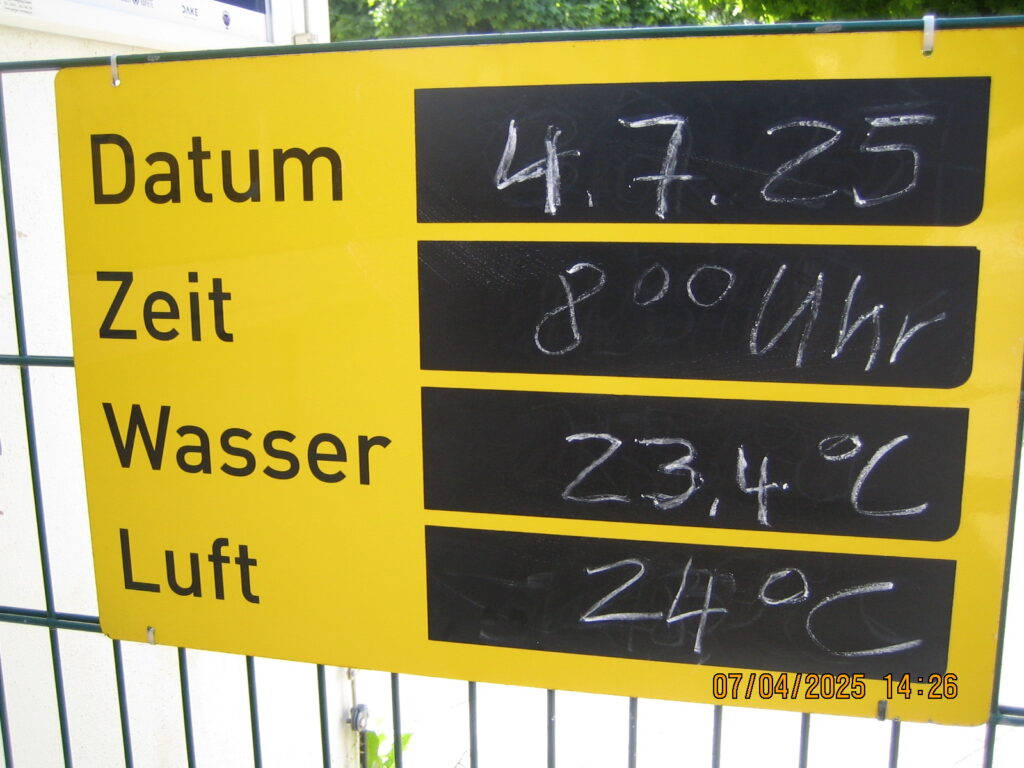 Datum 4.7.25
Zeit 8⁰⁰ Uhr
Wasser 23,4°C
Luft 24°C
07/04/2025 14:26